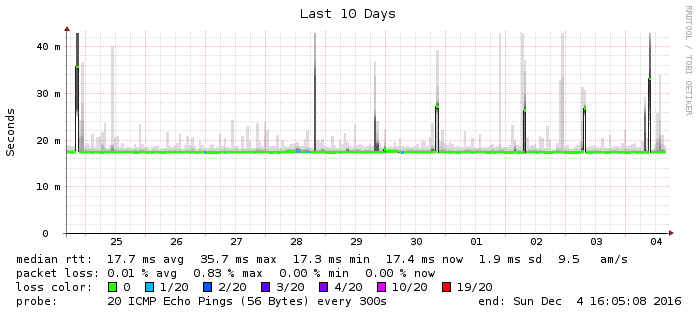 Last 10 Days
RRDTOOL / TOBI OETIKER
Seconds
40 m
30 m
20 m
10 m
0
25 26 27 28 29 30 01 02 03 04
median rtt: 17.7 ms avg 35.7 ms max 17.3 ms min 17.4 ms now 1.9 ms sd 9.5 am/s
packet loss: 0.01 % avg 0.83 % max 0.00 % min 0.00 % now
loss color: 0 1/20 2/20 3/20 4/20 10/20 19/20
probe: 20 ICMP Echo Pings (56 Bytes) every 300s end: Sun Dec 4 16:05:08 2016